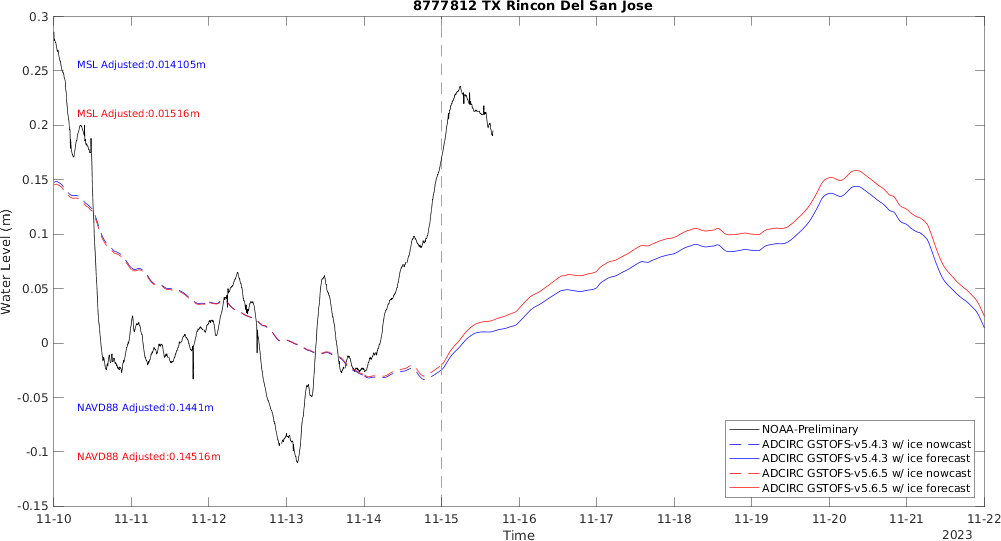 8777812 TX Rincon Del San Jose
Water Level (m)
0.3
0.25
0.2
0.15
0.1
0.05
0
-0.05
-0.1
-0.15
MSL Adjusted:0.014105m
MSL Adjusted:0.01516m
NAVD88 Adjusted:0.1441m
NAVD88 Adjusted:0.14516m
NOAA-Preliminary
ADCIRC GSTOFS-v5.4.3 w/ ice nowcast
ADCIRC GSTOFS-v5.4.3 w/ ice forecast
ADCIRC GSTOFS-v5.6.5 w/ ice nowcast
ADCIRC GSTOFS-v5.6.5 w/ ice forecast
11-10 11-11 11-12 11-13 11-14 11-15 11-16 11-17 11-18 11-19 11-20 11-21 11-22
Time
2023